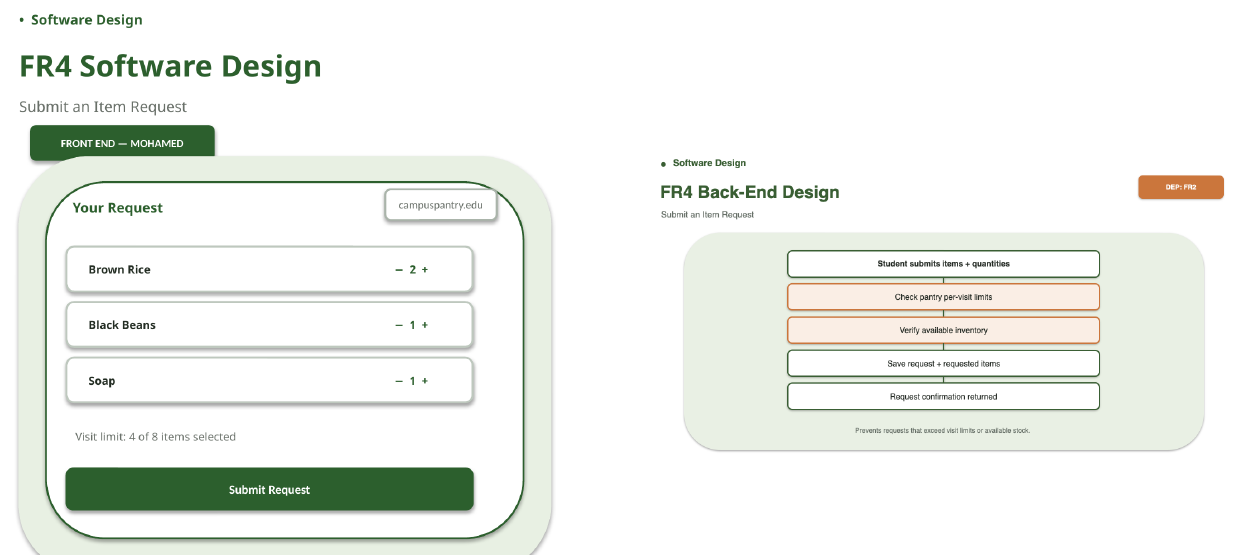 • Software Design
FR4 Software Design
Submit an Item Request
FRONT END — MOHAMED
Your Request
campuspantry.edu
Brown Rice
– 2 +
Black Beans
– 1 +
Soap
– 1 +
Visit limit: 4 of 8 items selected
Submit Request
• Software Design
FR4 Back-End Design
DEP: FR2
Submit an Item Request
Student submits items + quantities
Check pantry per-visit limits
Verify available inventory
Save request + requested items
Request confirmation returned
Prevents requests that exceed visit limits or available stock.